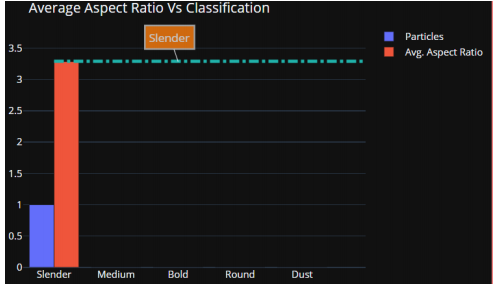 Average Aspect Ratio Vs Classification
Slender
Particles
Avg. Aspect Ratio
3.5
3
2.5
2
1.5
1
0.5
0
Slender Medium Bold Round Dust